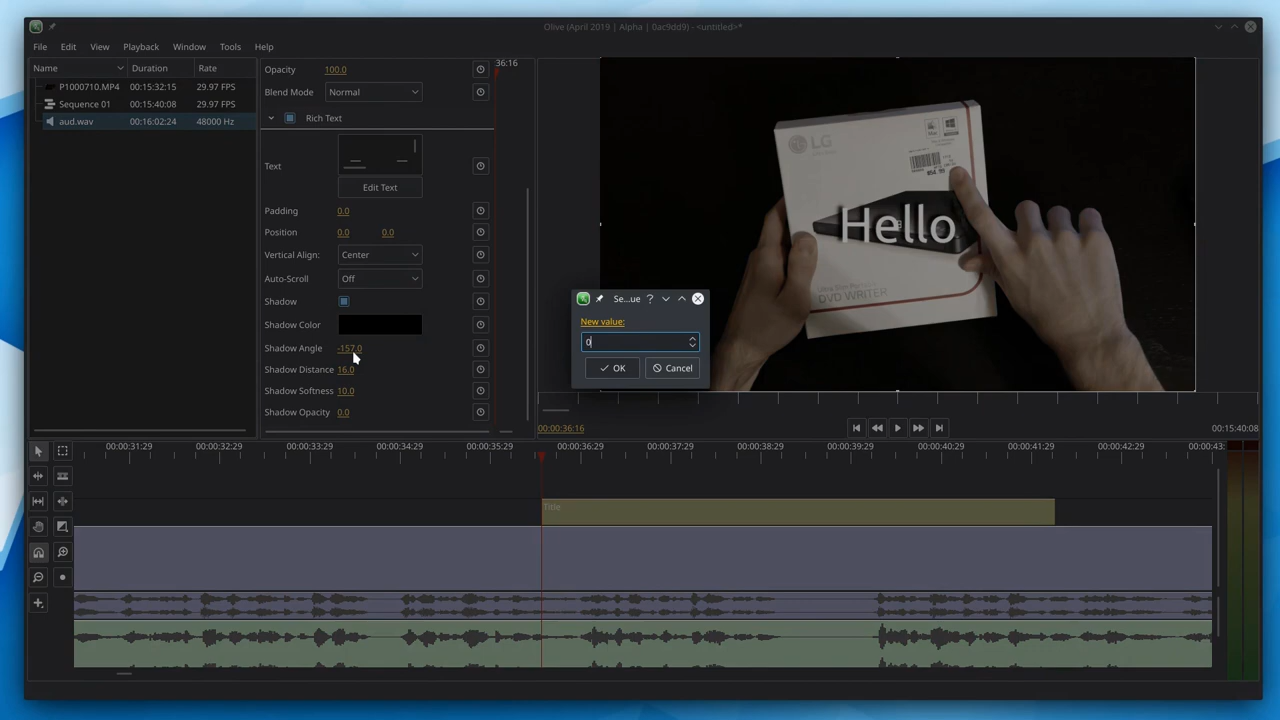 Olive (April 2019 | Alpha | 0ac9dd9) - <untitled>*
File Edit View Playback Window Tools Help
Name Duration Rate
P1000710.MP4 00:15:32:15 29.97 FPS
Sequence 01 00:15:40:08 29.97 FPS
aud.wav 00:16:02:24 48000 Hz
36:16
Opacity 100.0
Blend Mode Normal
Rich Text
Text
Edit Text
Padding 0.0
Position 0.0 0.0
Vertical Align: Center
Auto-Scroll Off
Shadow
Shadow Color
Shadow Angle -157.0
Shadow Distance 16.0
Shadow Softness 10.0
Shadow Opacity 0.0
LG
Hello
DVD WRITER
Se...ue ?
New value:
0
OK Cancel
00:00:36:16 00:15:40:08
00:00:31:29 00:00:32:29 00:00:33:29 00:00:34:29 00:00:35:29 00:00:36:29 00:00:37:29 00:00:38:29 00:00:39:29 00:00:40:29 00:00:41:29 00:00:42:29 00:00:43:
Title